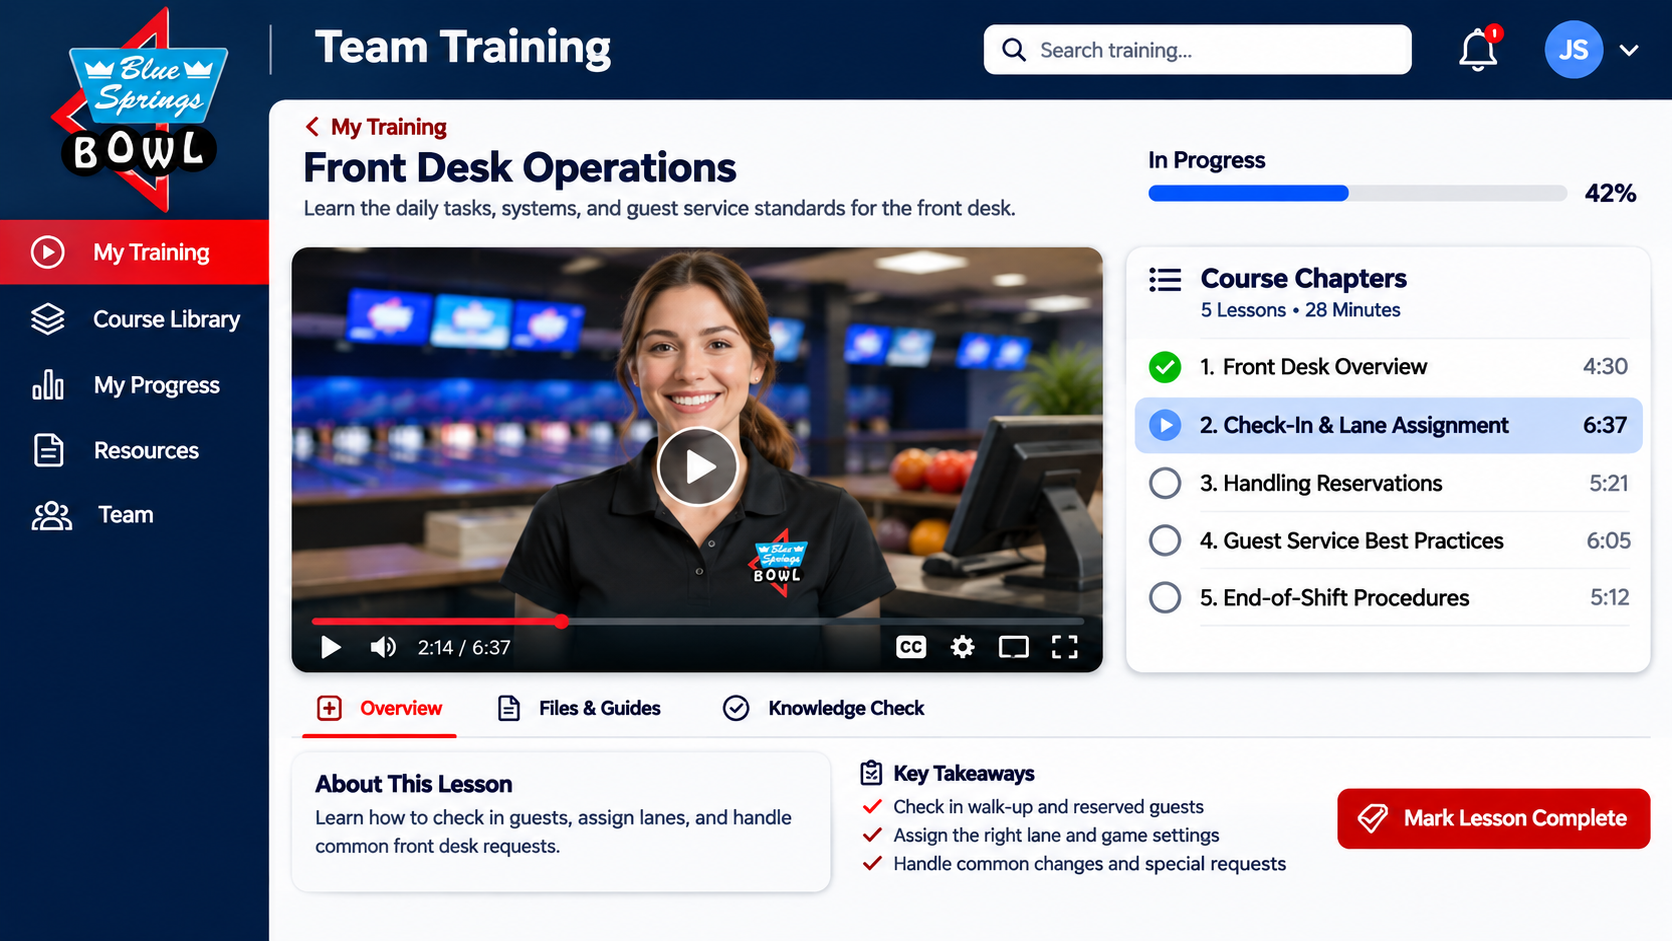 Blue
Springs
BOWL
Team Training
Search training...
1
JS
My Training
Course Library
My Progress
Resources
Team
My Training
Front Desk Operations
Learn the daily tasks, systems, and guest service standards for the front desk.
In Progress
42%
Blue
Springs
BOWL
2:14 / 6:37
CC
Course Chapters
5 Lessons • 28 Minutes
1. Front Desk Overview 4:30
2. Check-In & Lane Assignment 6:37
3. Handling Reservations 5:21
4. Guest Service Best Practices 6:05
5. End-of-Shift Procedures 5:12
Overview
Files & Guides
Knowledge Check
About This Lesson
Learn how to check in guests, assign lanes, and handle
common front desk requests.
Key Takeaways
Check in walk-up and reserved guests
Assign the right lane and game settings
Handle common changes and special requests
Mark Lesson Complete